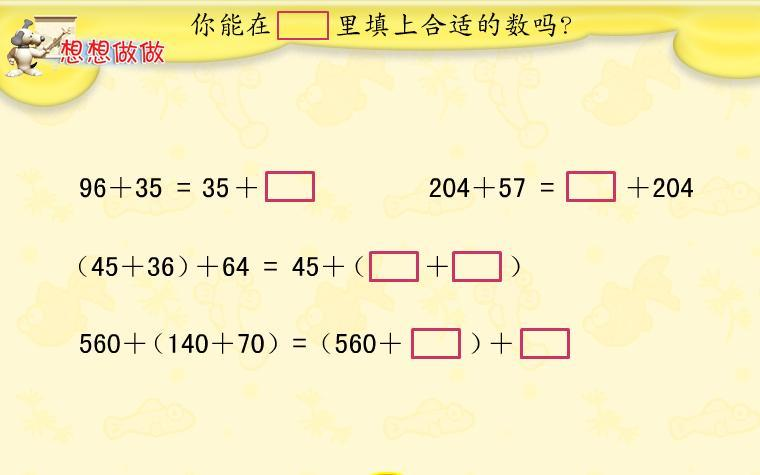 你能在□里填上合适的数吗?
想想做做
96＋35 = 35＋□
204＋57 = □＋204
（45＋36）＋64 = 45＋（□＋□）
560＋（140＋70）=（560＋□）＋□